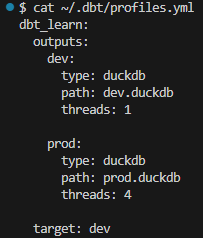 $ cat ~/.dbt/profiles.yml
dbt_learn:
  outputs:
    dev:
      type: duckdb
      path: dev.duckdb
      threads: 1

    prod:
      type: duckdb
      path: prod.duckdb
      threads: 4

  target: dev